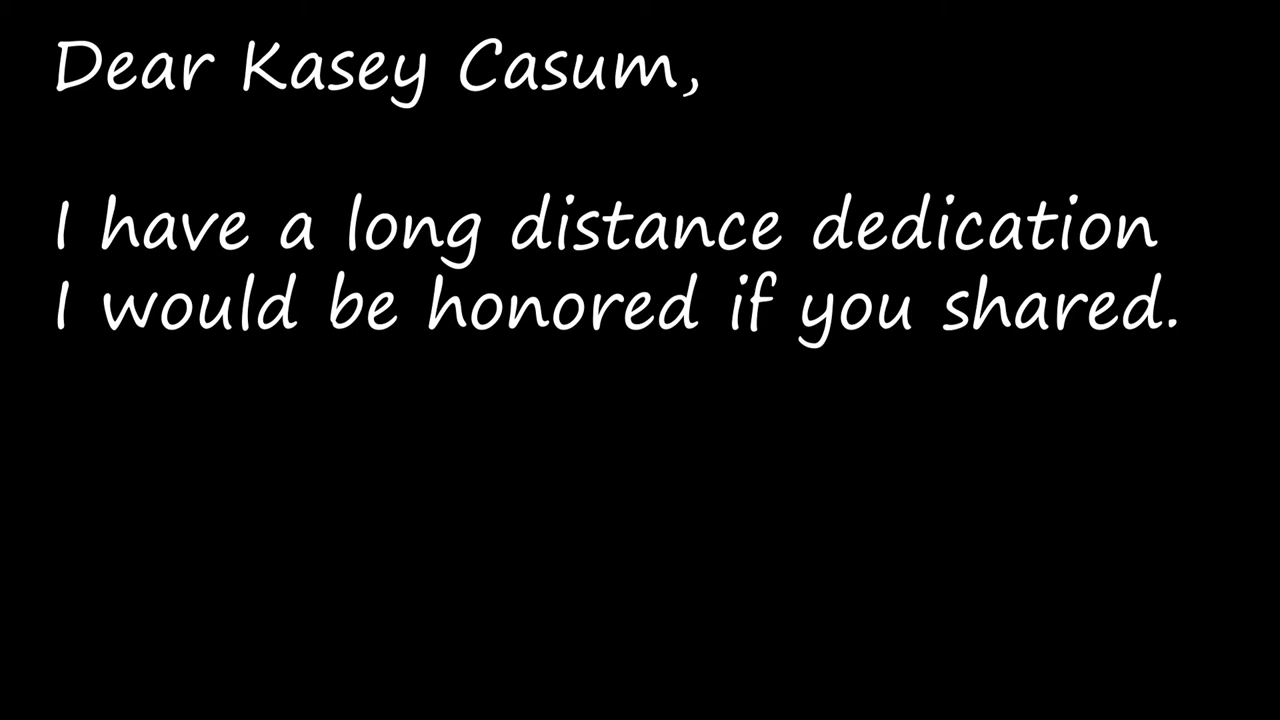 Dear Kasey Casum,
I have a long distance dedication
I would be honored if you shared.